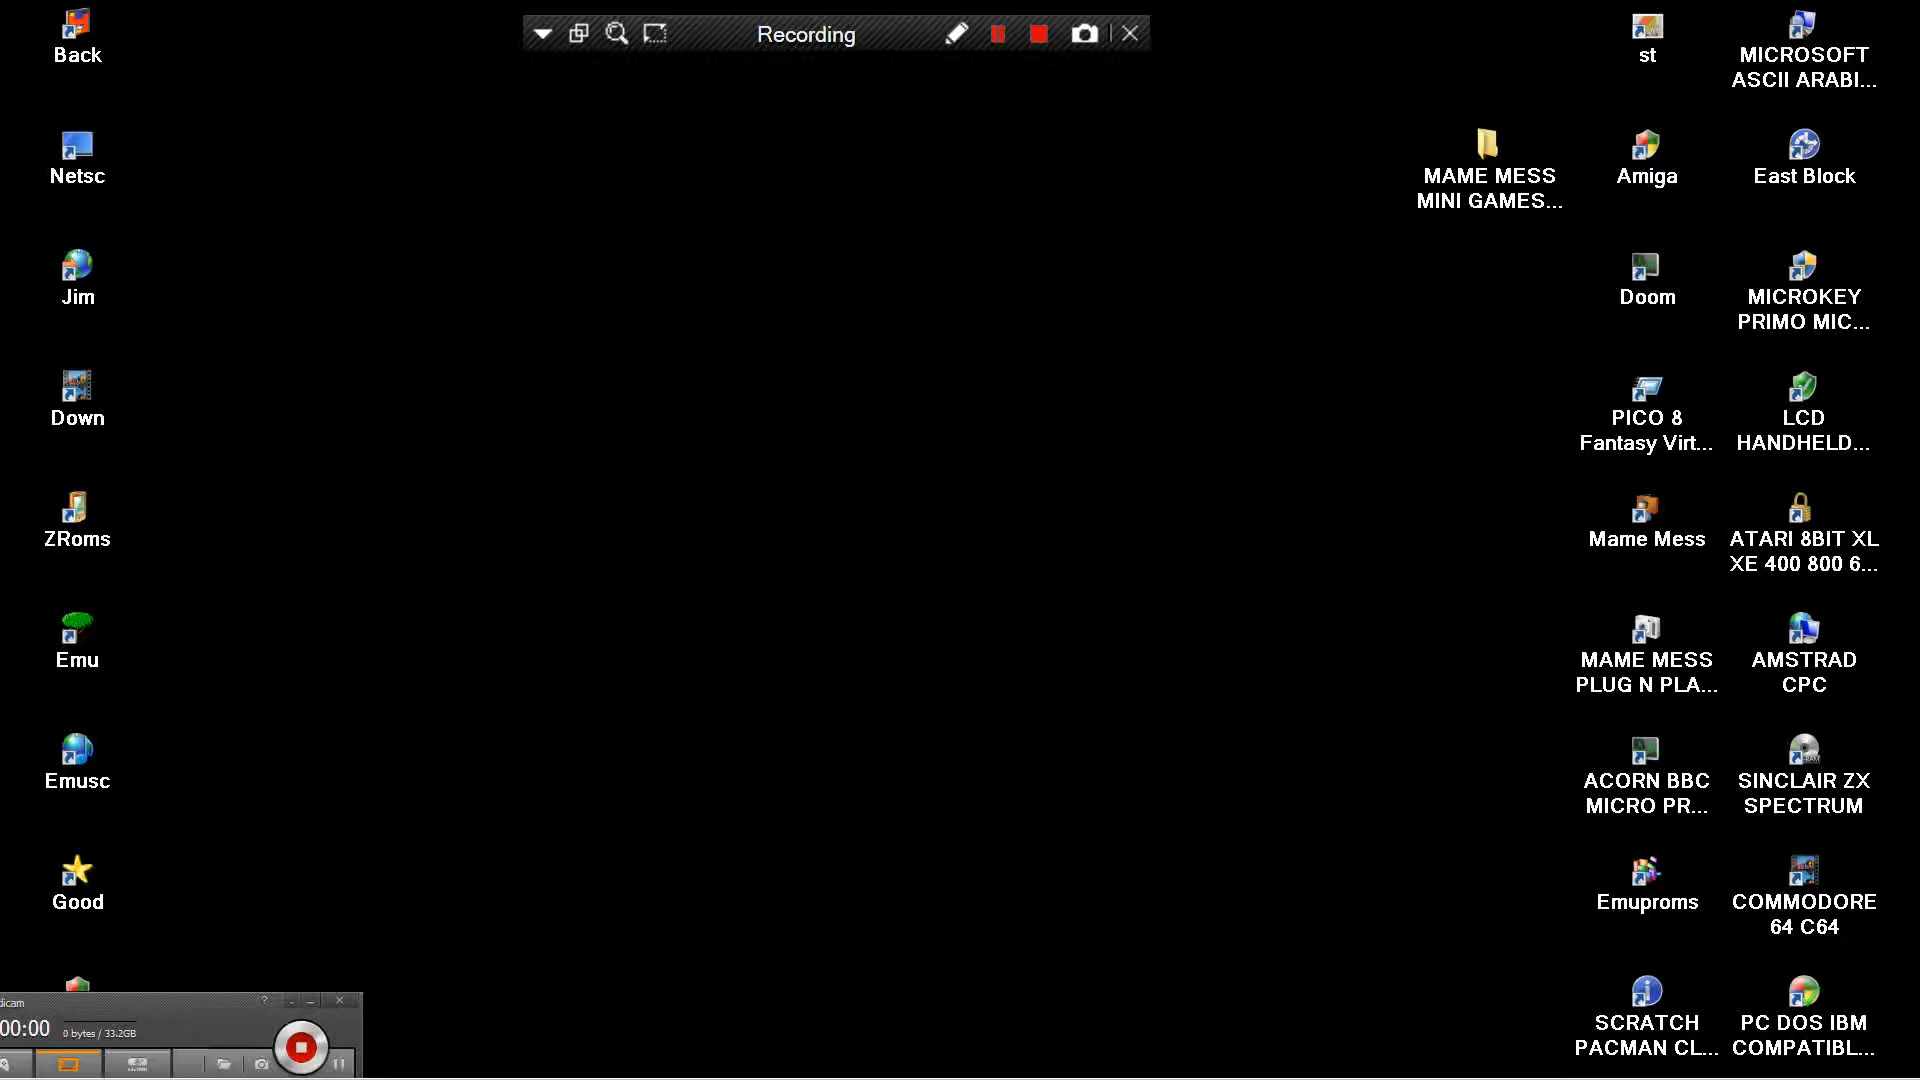 Recording
Back
Netsc
Jim
Down
ZRoms
Emu
Emusc
Good
MAME MESS
MINI GAMES...
st
Amiga
Doom
PICO 8
Fantasy Virt...
Mame Mess
MAME MESS
PLUG N PLA...
ACORN BBC
MICRO PR...
Emuproms
SCRATCH
PACMAN CL...
MICROSOFT
ASCII ARABI...
East Block
MICROKEY
PRIMO MIC...
LCD
HANDHELD...
ATARI 8BIT XL
XE 400 800 6...
AMSTRAD
CPC
SINCLAIR ZX
SPECTRUM
COMMODORE
64 C64
PC DOS IBM
COMPATIBL...
dicam
00:00
0 bytes / 33.2GB